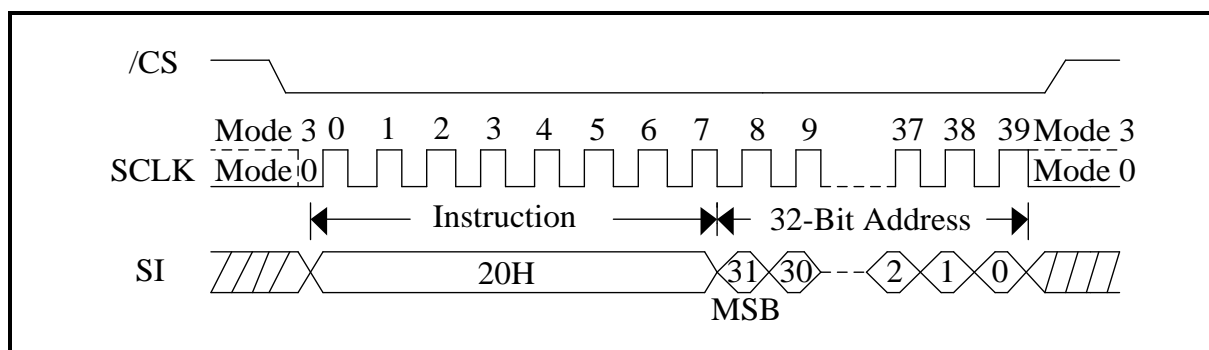 /CS
Mode 3 0 1 2 3 4 5 6 7 8 9 37 38 39 Mode 3
SCLK Mode 0 Mode 0
Instruction 32-Bit Address
SI 20H 31 30 2 1 0
MSB